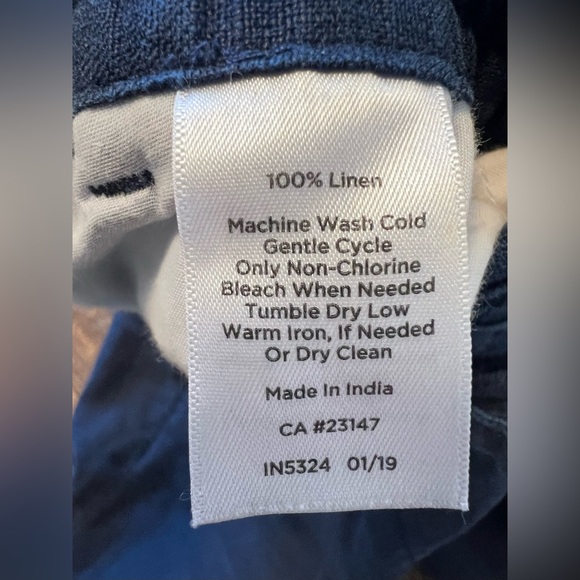 100% Linen
Machine Wash Cold
Gentle Cycle
Only Non-Chlorine
Bleach When Needed
Tumble Dry Low
Warm Iron, If Needed
Or Dry Clean
Made In India
CA #23147
IN5324 01/19